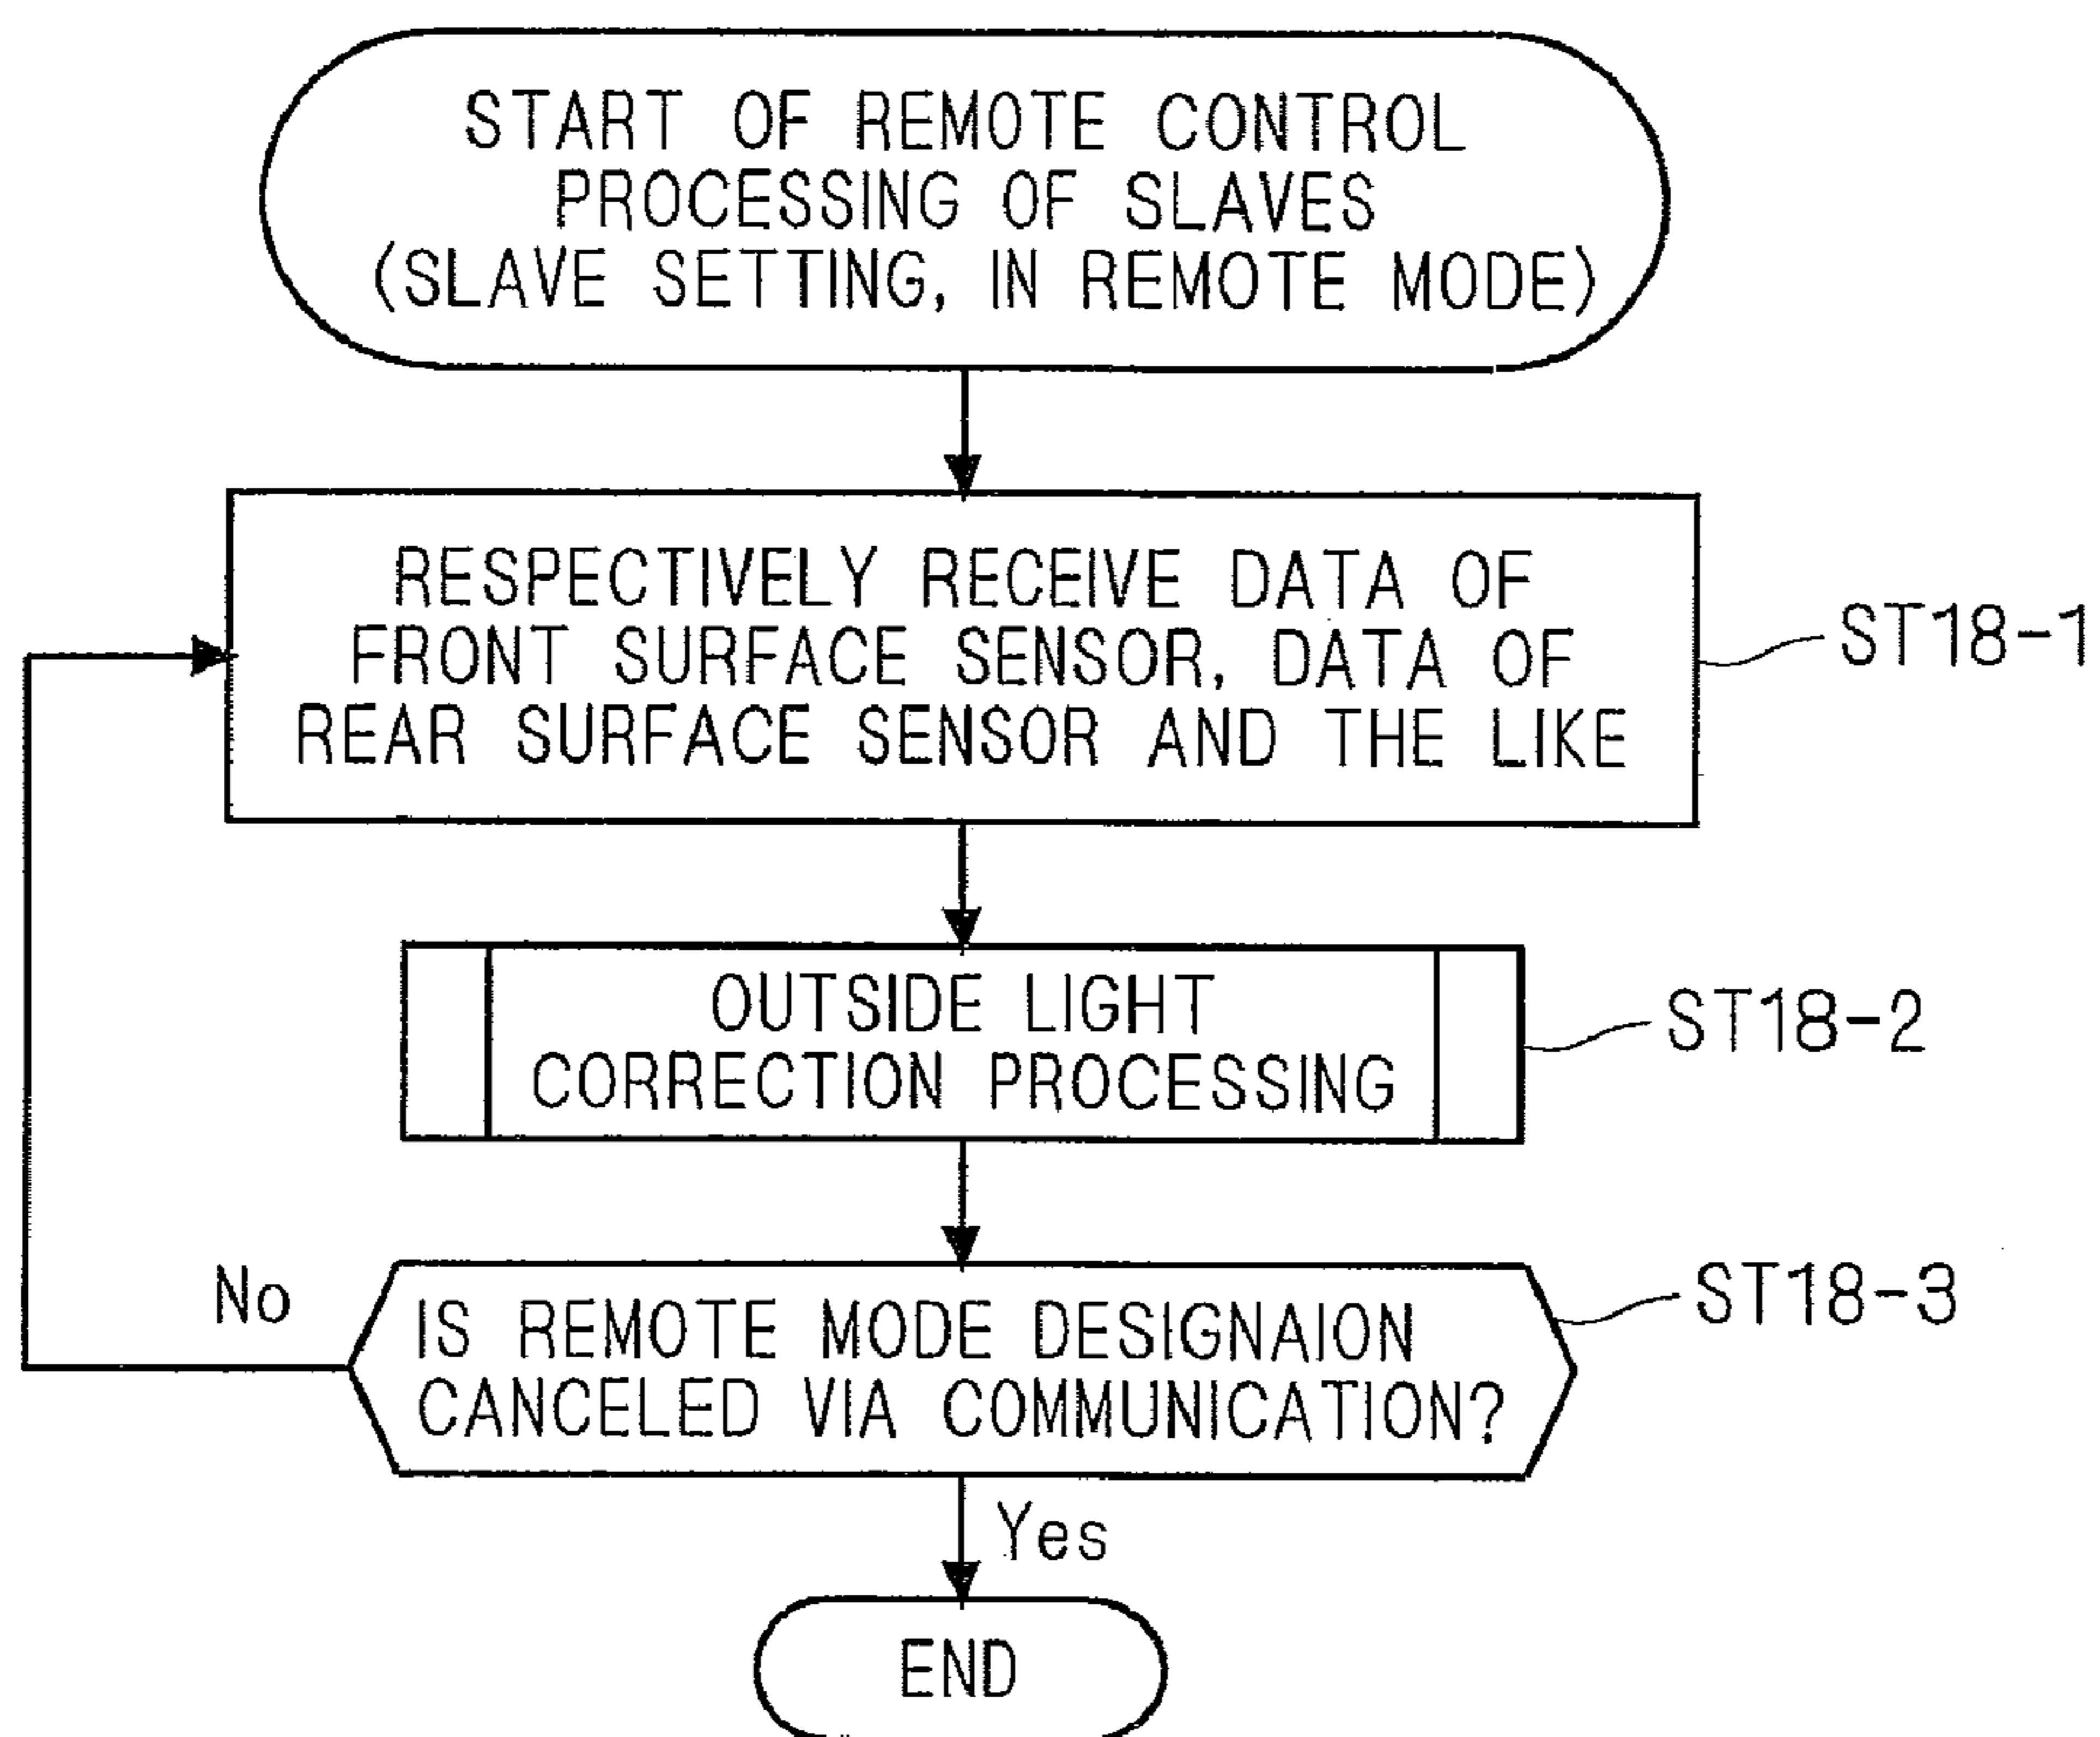 START OF REMOTE CONTROL
PROCESSING OF SLAVES
(SLAVE SETTING, IN REMOTE MODE)
RESPECTIVELY RECEIVE DATA OF
FRONT SURFACE SENSOR, DATA OF
REAR SURFACE SENSOR AND THE LIKE
ST18-1
OUTSIDE LIGHT
CORRECTION PROCESSING
ST18-2
IS REMOTE MODE DESIGNAION
CANCELED VIA COMMUNICATION?
ST18-3
No
Yes
END